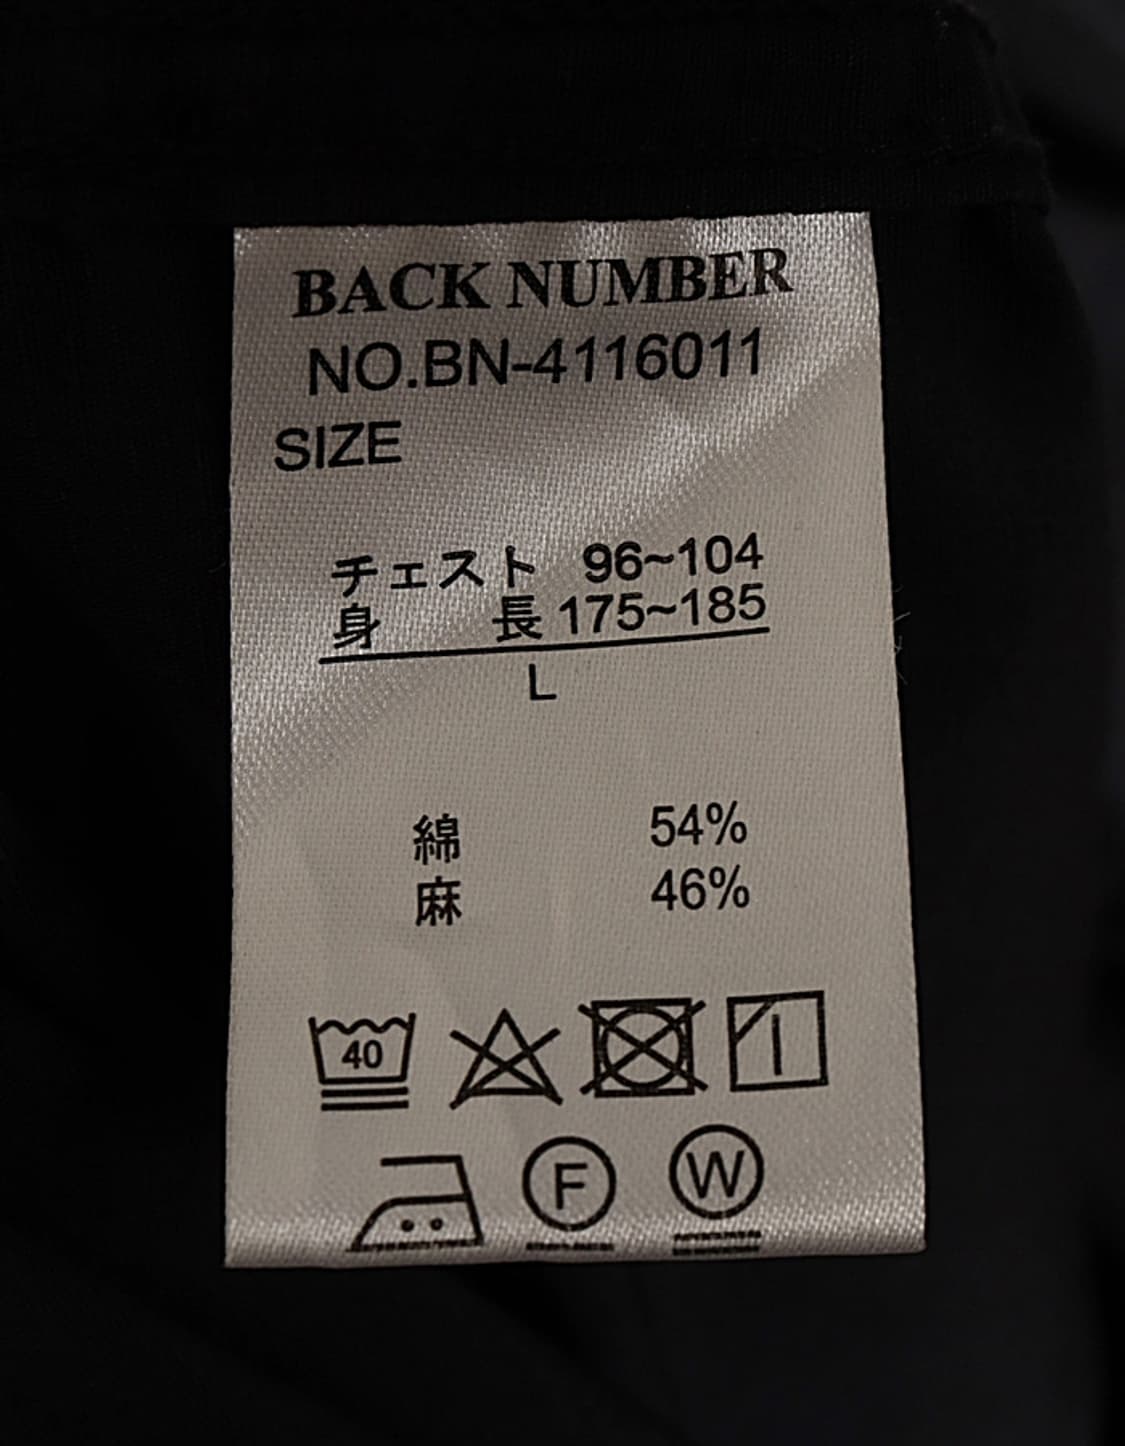 BACK NUMBER
NO.BN-4116011
SIZE
チェスト 96~104
身 長 175~185
L
綿 54%
麻 46%
40
F
W